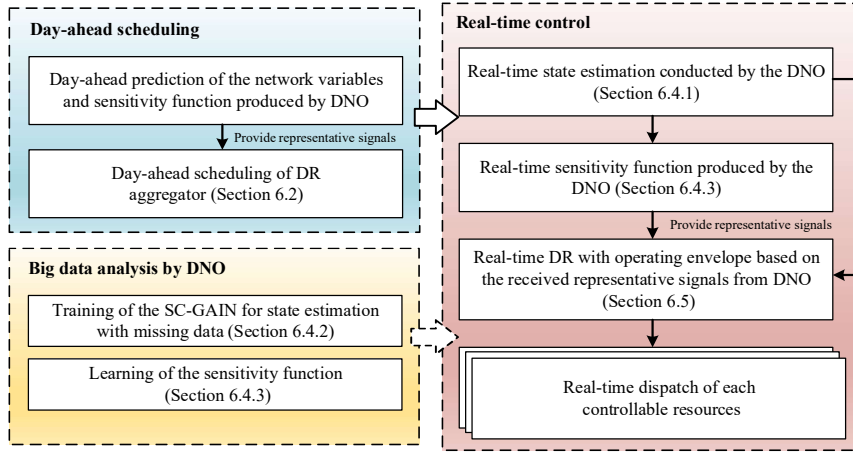 Day-ahead scheduling
Day-ahead prediction of the network variables
and sensitivity function produced by DNO
Provide representative signals
Day-ahead scheduling of DR
aggregator (Section 6.2)
Big data analysis by DNO
Training of the SC-GAIN for state estimation
with missing data (Section 6.4.2)
Learning of the sensitivity function
(Section 6.4.3)
Real-time control
Real-time state estimation conducted by the DNO
(Section 6.4.1)
Real-time sensitivity function produced by the
DNO (Section 6.4.3)
Provide representative signals
Real-time DR with operating envelope based on
the received representative signals from DNO
(Section 6.5)
Real-time dispatch of each
controllable resources